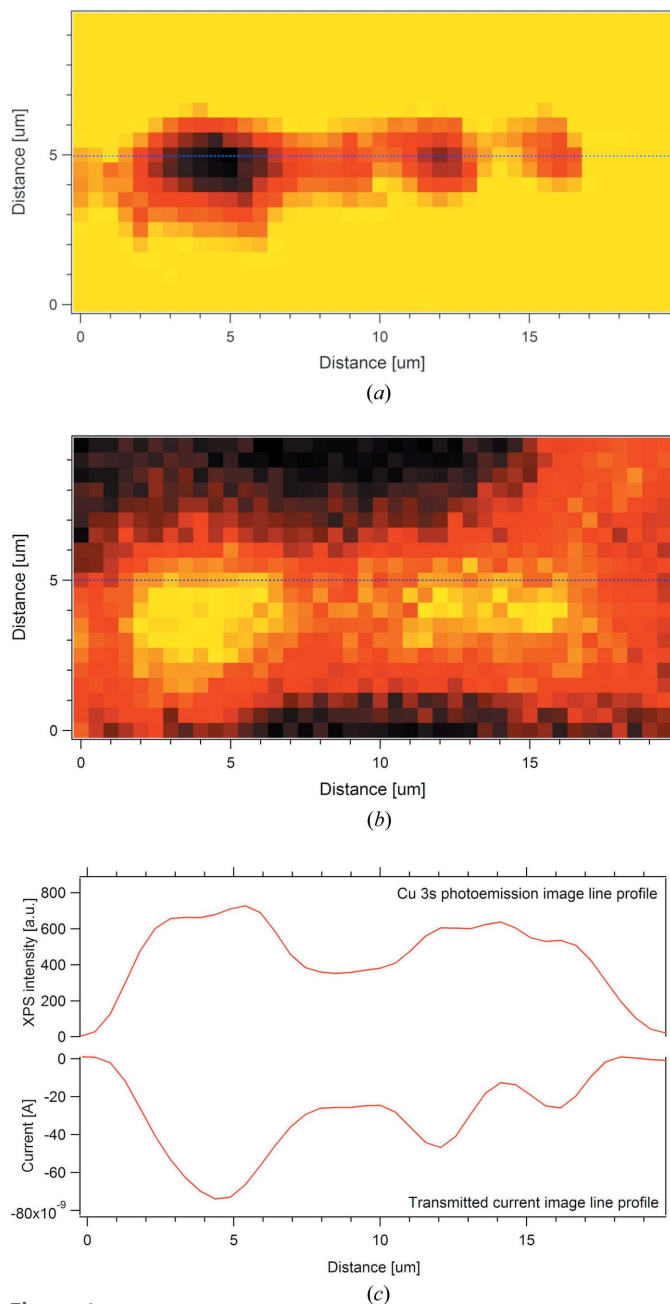 Distance [um]
5
0
0
5
10
15
Distance [um]
(a)
Distance [um]
5
0
0
5
10
15
Distance [um]
(b)
XPS intensity [a.u.]
800
600
400
200
0
Cu 3s photoemission image line profile
Current [A]
0
-20
-40
-60
-80x10⁻⁹
Transmitted current image line profile
0
5
10
15
Distance [um]
(c)